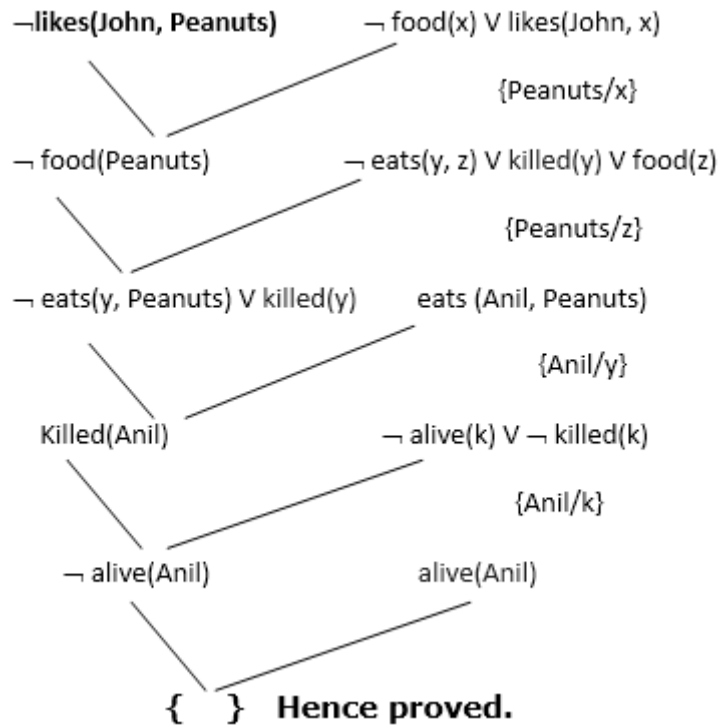 ¬likes(John, Peanuts) ¬ food(x) V likes(John, x)
{Peanuts/x}
¬ food(Peanuts) ¬ eats(y, z) V killed(y) V food(z)
{Peanuts/z}
¬ eats(y, Peanuts) V killed(y) eats (Anil, Peanuts)
{Anil/y}
Killed(Anil) ¬ alive(k) V ¬ killed(k)
{Anil/k}
¬ alive(Anil) alive(Anil)
{ } Hence proved.